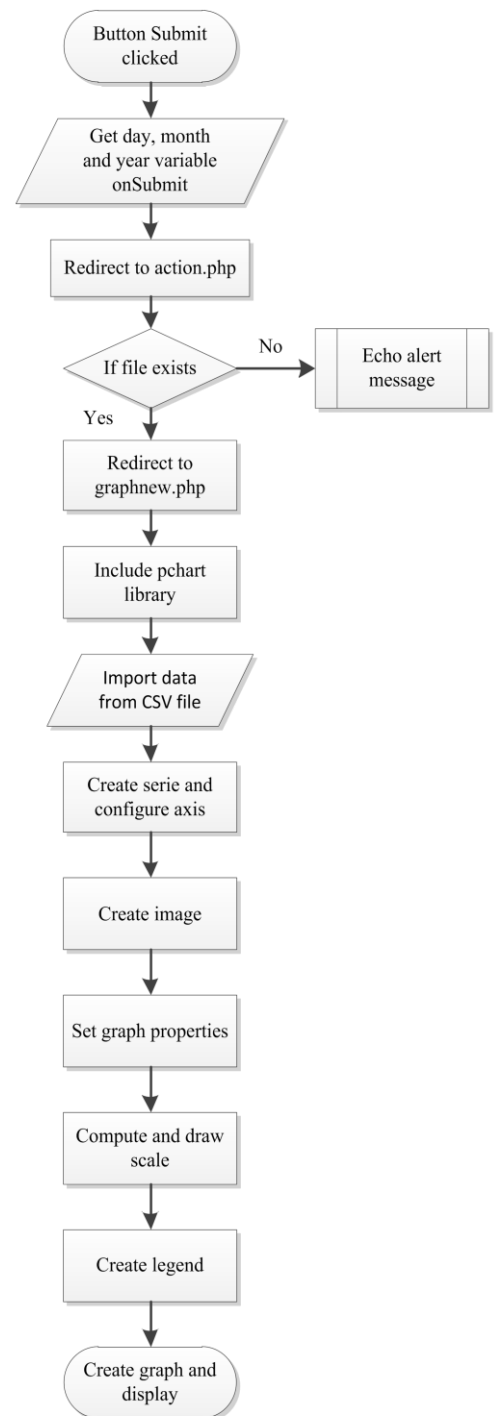 Button Submit
clicked
Get day, month
and year variable
onSubmit
Redirect to action.php
If file exists
No
Echo alert
message
Yes
Redirect to
graphnew.php
Include pchart
library
Import data
from CSV file
Create serie and
configure axis
Create image
Set graph properties
Compute and draw
scale
Create legend
Create graph and
display